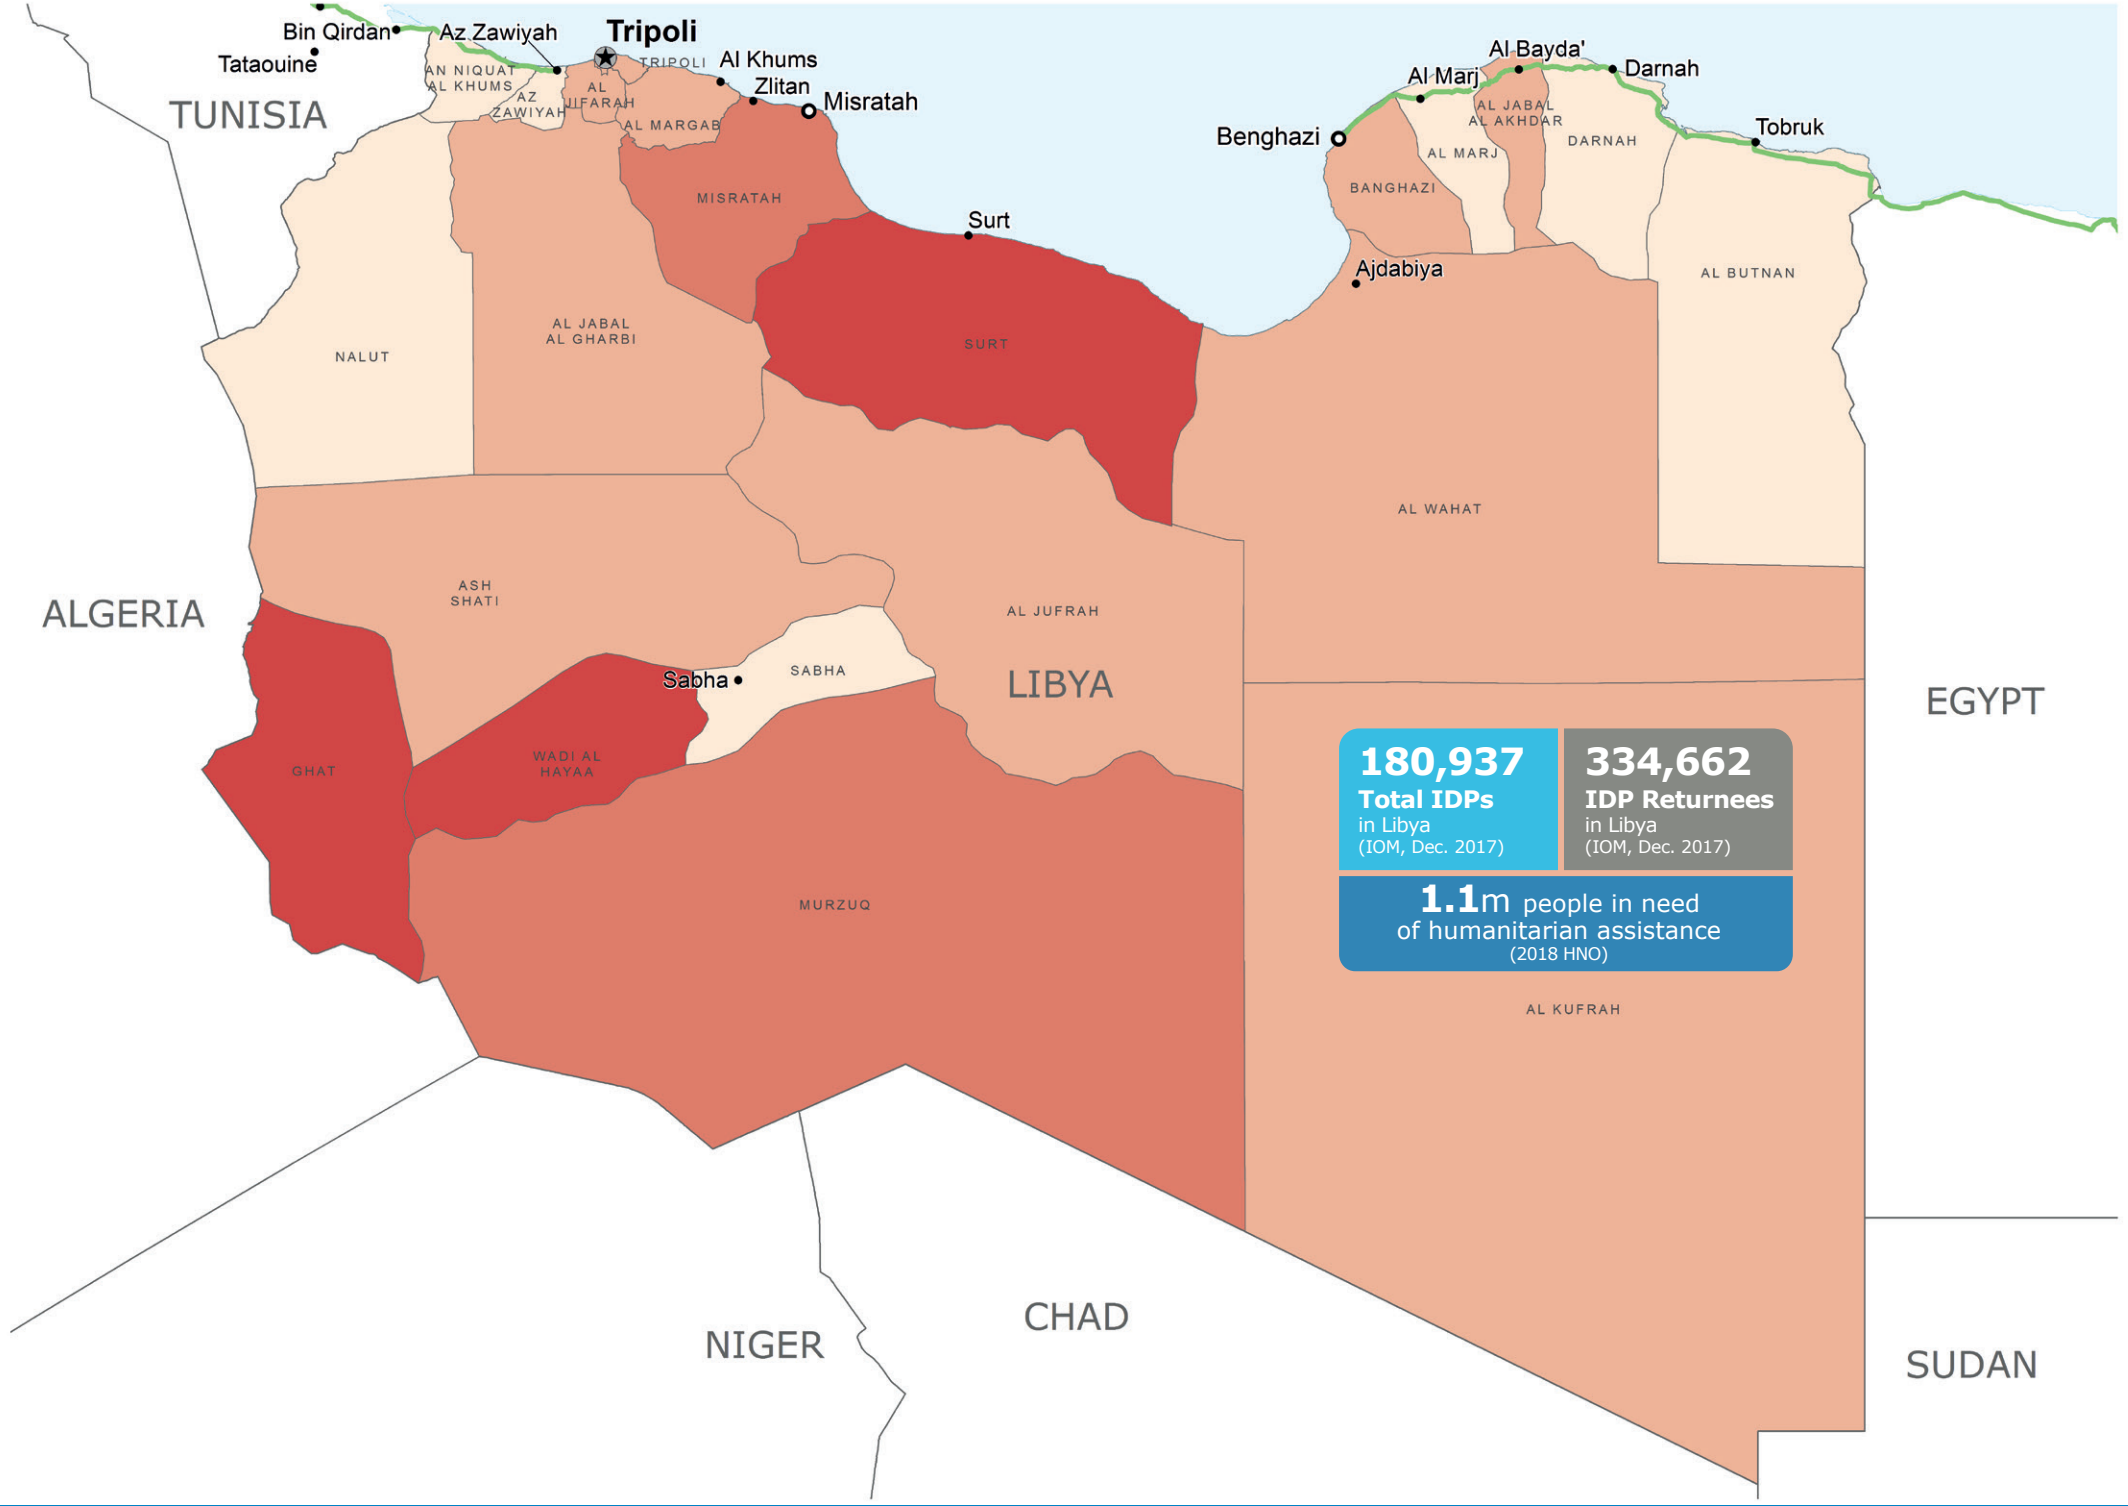 Bin Qirdan
Tataouine
TUNISIA
Az Zawiyah
Tripoli
TRIPOLI
Al Khums
Zlitan
Misratah
AN NIQUAT
AL KHUMS
AZ
ZAWIYAH
AL
JIFARAH
AL MARGAB
MISRATAH
Surt
SURT
Benghazi
BANGHAZI
Ajdabiya
Al Marj
AL MARJ
Al Bayda'
AL JABAL
AL AKHDAR
Darnah
DARNAH
Tobruk
AL BUTNAN
NALUT
AL JABAL
AL GHARBI
AL WAHAT
ALGERIA
ASH
SHATI
AL JUFRAH
LIBYA
Sabha
SABHA
EGYPT
GHAT
WADI AL
HAYAA
MURZUQ
180,937
Total IDPs
in Libya
(IOM, Dec. 2017)
334,662
IDP Returnees
in Libya
(IOM, Dec. 2017)
1.1m people in need
of humanitarian assistance
(2018 HNO)
AL KUFRAH
NIGER
CHAD
SUDAN